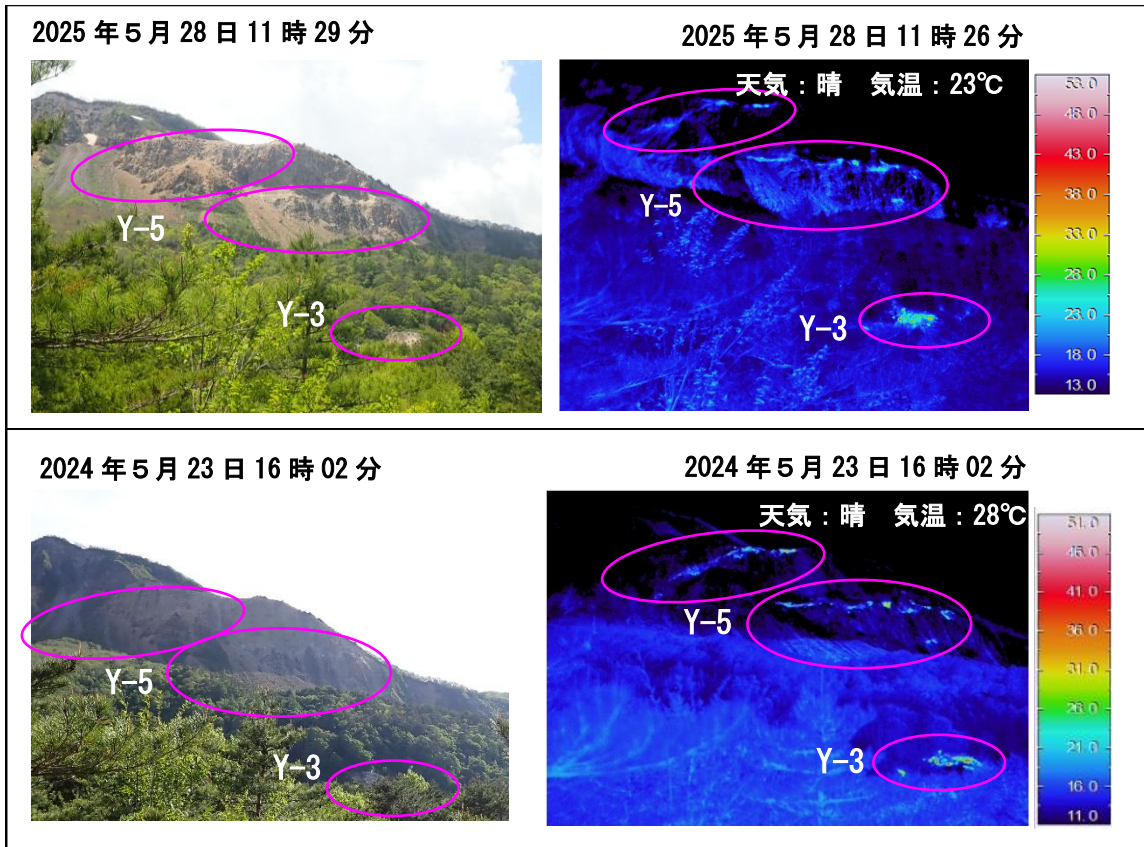 2025年５月28日11時29分
2025年５月28日11時26分
天気：晴　気温：23℃
Y-5
Y-3
Y-5
Y-3
53.0
48.0
43.0
38.0
33.0
28.0
23.0
18.0
13.0
2024年５月23日16時02分
2024年５月23日16時02分
天気：晴　気温：28℃
Y-5
Y-3
Y-5
Y-3
51.0
46.0
41.0
36.0
31.0
26.0
21.0
16.0
11.0